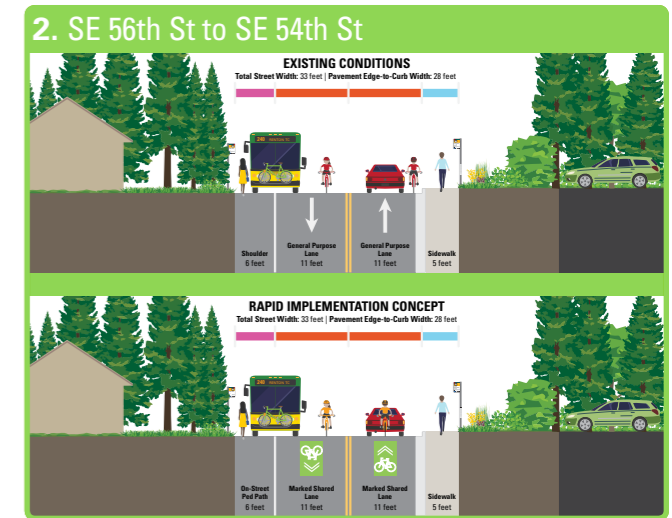 2. SE 56th St to SE 54th St
EXISTING CONDITIONS
Total Street Width: 33 feet | Pavement Edge-to-Curb Width: 28 feet
Shoulder
6 feet
General Purpose
Lane
11 feet
General Purpose
Lane
11 feet
Sidewalk
5 feet
RAPID IMPLEMENTATION CONCEPT
Total Street Width: 33 feet | Pavement Edge-to-Curb Width: 28 feet
240
On-Street
Ped Path
6 feet
Marked Shared
Lane
11 feet
Marked Shared
Lane
11 feet
Sidewalk
5 feet